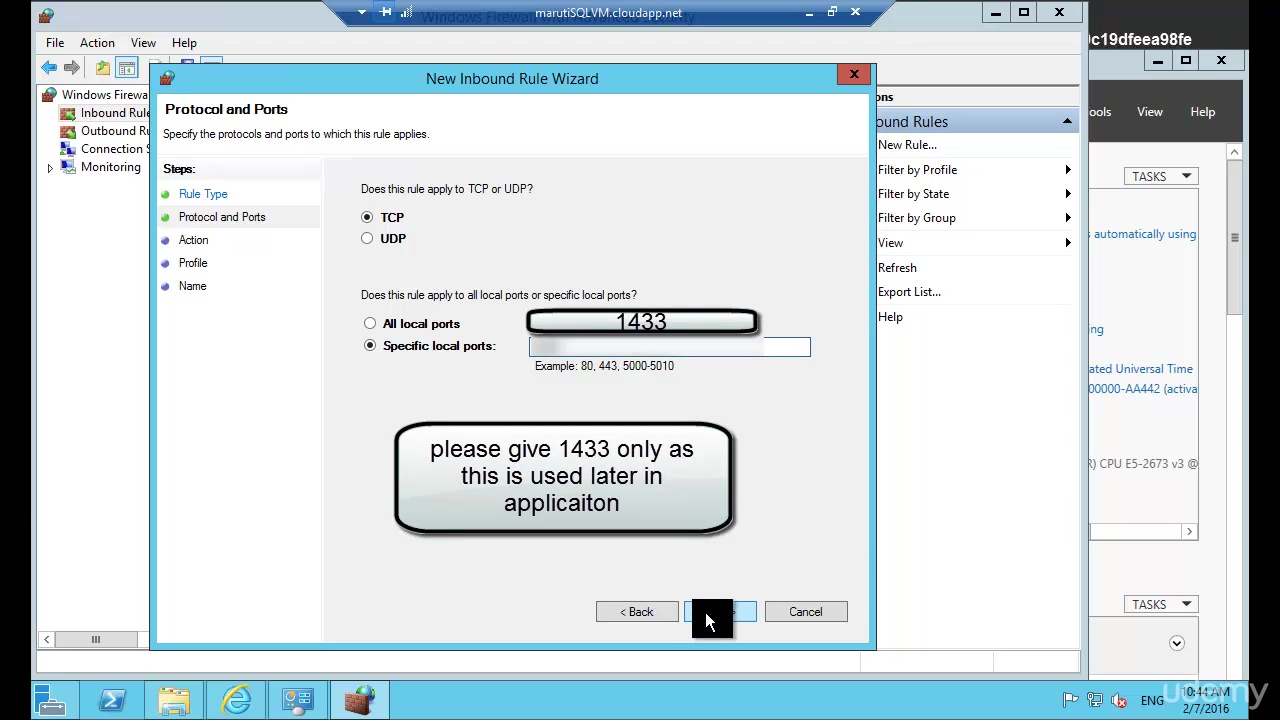 marutiSQLVM.cloudapp.net
Windows Firewall with Advanced Security
c19dfeea98fe
File Action View Help
ools View Help
New Inbound Rule Wizard
Protocol and Ports
Specify the protocols and ports to which this rule applies.
Windows Firewa
Inbound Rule
Outbound Ru
Connection S
Monitoring
Steps:
Rule Type
Protocol and Ports
Action
Profile
Name
Does this rule apply to TCP or UDP?
TCP
UDP
Does this rule apply to all local ports or specific local ports?
All local ports
1433
Specific local ports:
Example: 80, 443, 5000-5010
please give 1433 only as
this is used later in
applicaiton
< Back
Cancel
ons
ound Rules
New Rule...
Filter by Profile
Filter by State
Filter by Group
View
Refresh
Export List...
Help
TASKS
s automatically using
ing
ated Universal Time
00000-AA442 (activa
R) CPU E5-2673 v3 @
TASKS
ENG
10:44 AM
2/7/2016
udemy